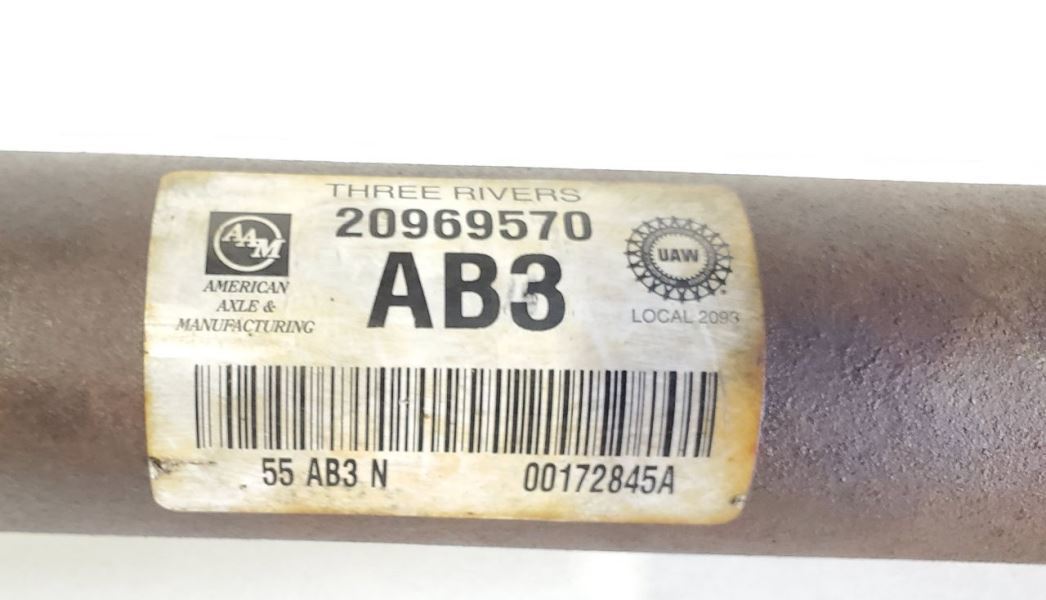 THREE RIVERS
20969570
AB3
AAM
AMERICAN
AXLE &
MANUFACTURING
UAW
LOCAL 2093
55 AB3 N
00172845A